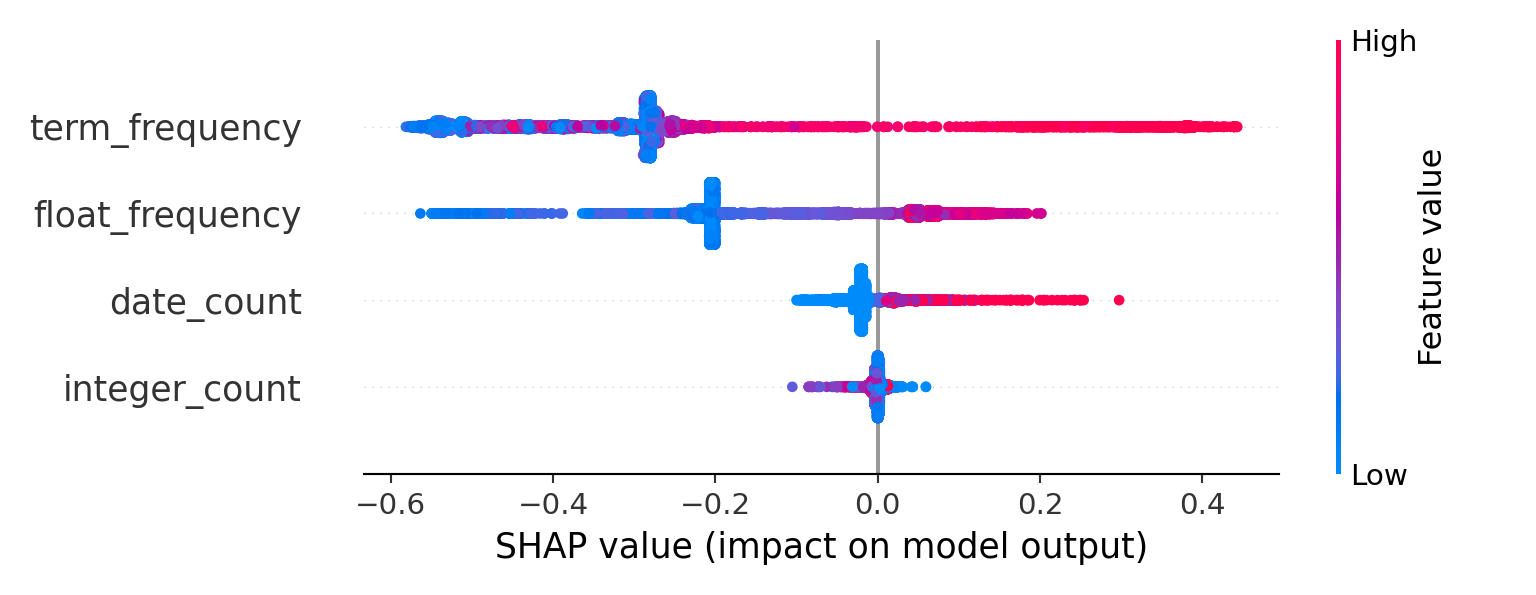 High
term_frequency
float_frequency
date_count
integer_count
Feature value
Low
−0.6 −0.4 −0.2 0.0 0.2 0.4
SHAP value (impact on model output)